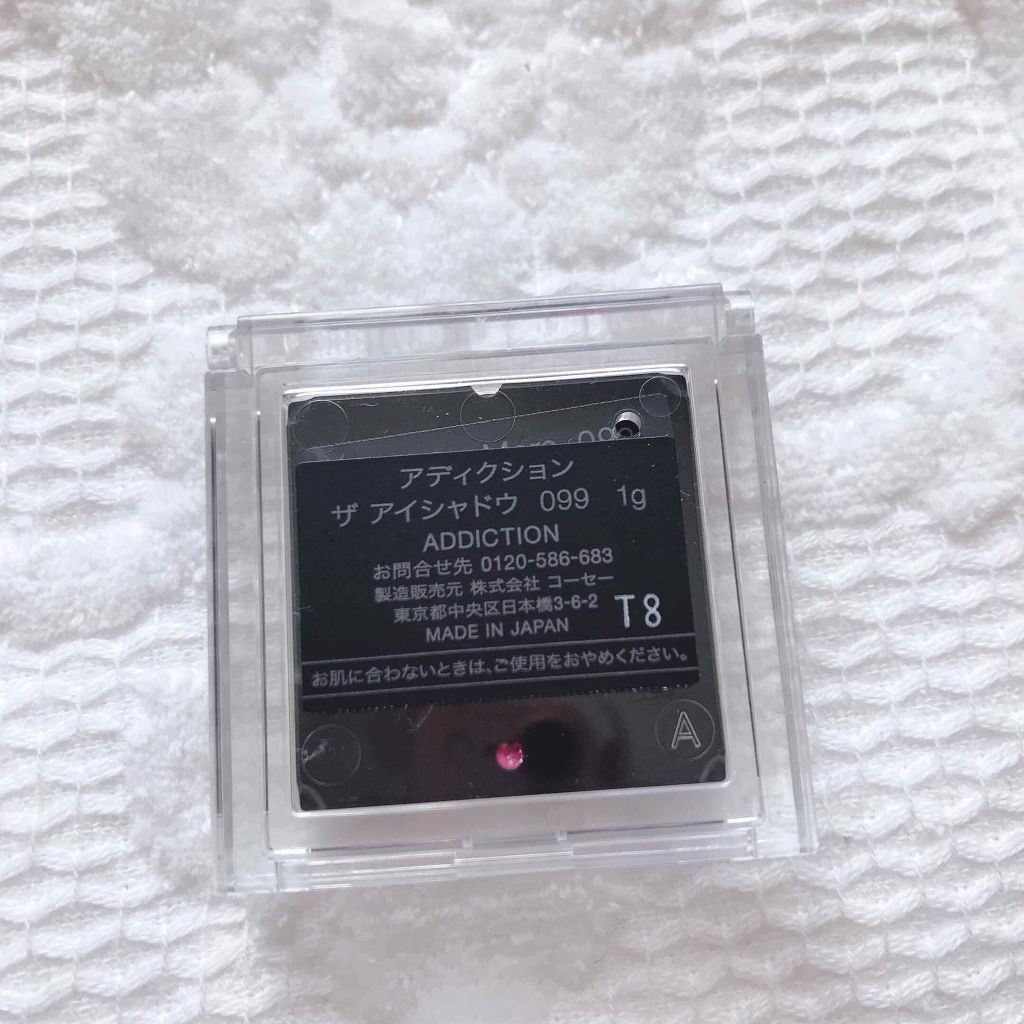 アディクション
ザ アイシャドウ 099 1g
ADDICTION
お問合せ先 0120-586-683
製造販売元 株式会社 コーセー
東京都中央区日本橋3-6-2
MADE IN JAPAN
T8
お肌に合わないときは、ご使用をおやめください。
A